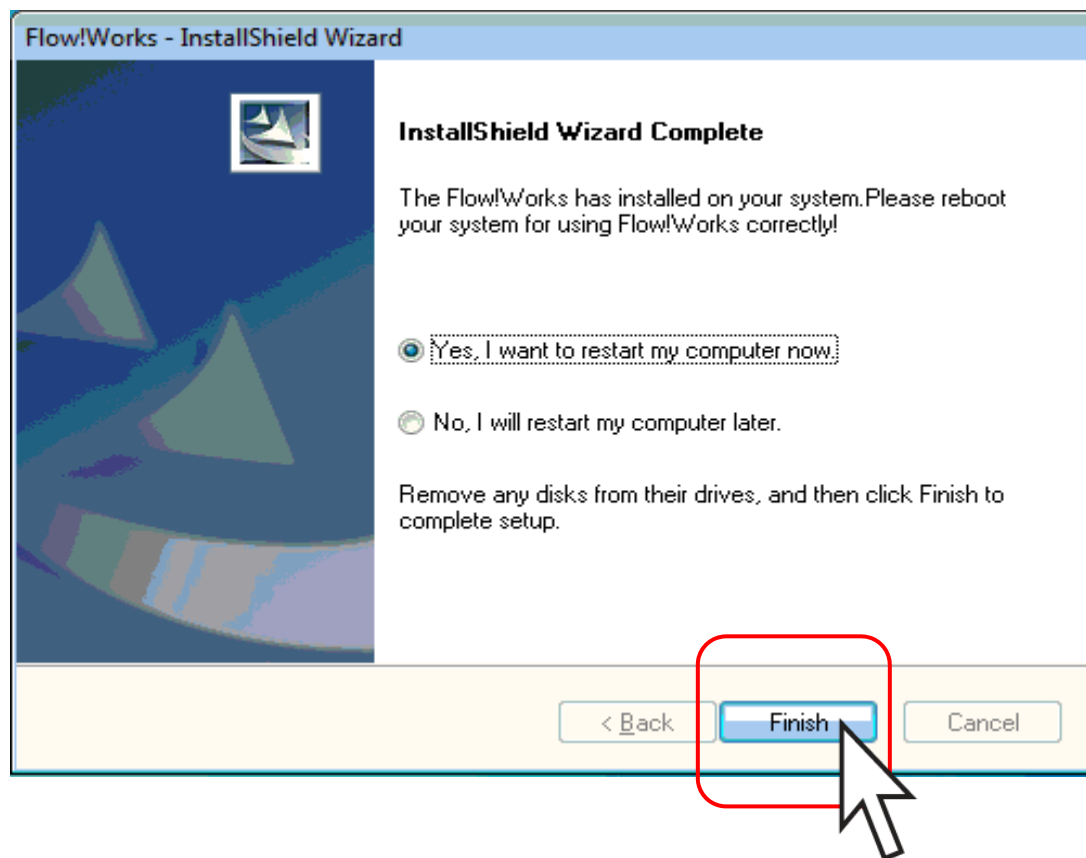 Flow!Works - InstallShield Wizard
InstallShield Wizard Complete
The Flow!Works has installed on your system.Please reboot
your system for using Flow!Works correctly!
Yes, I want to restart my computer now.
No, I will restart my computer later.
Remove any disks from their drives, and then click Finish to
complete setup.
< Back Finish Cancel